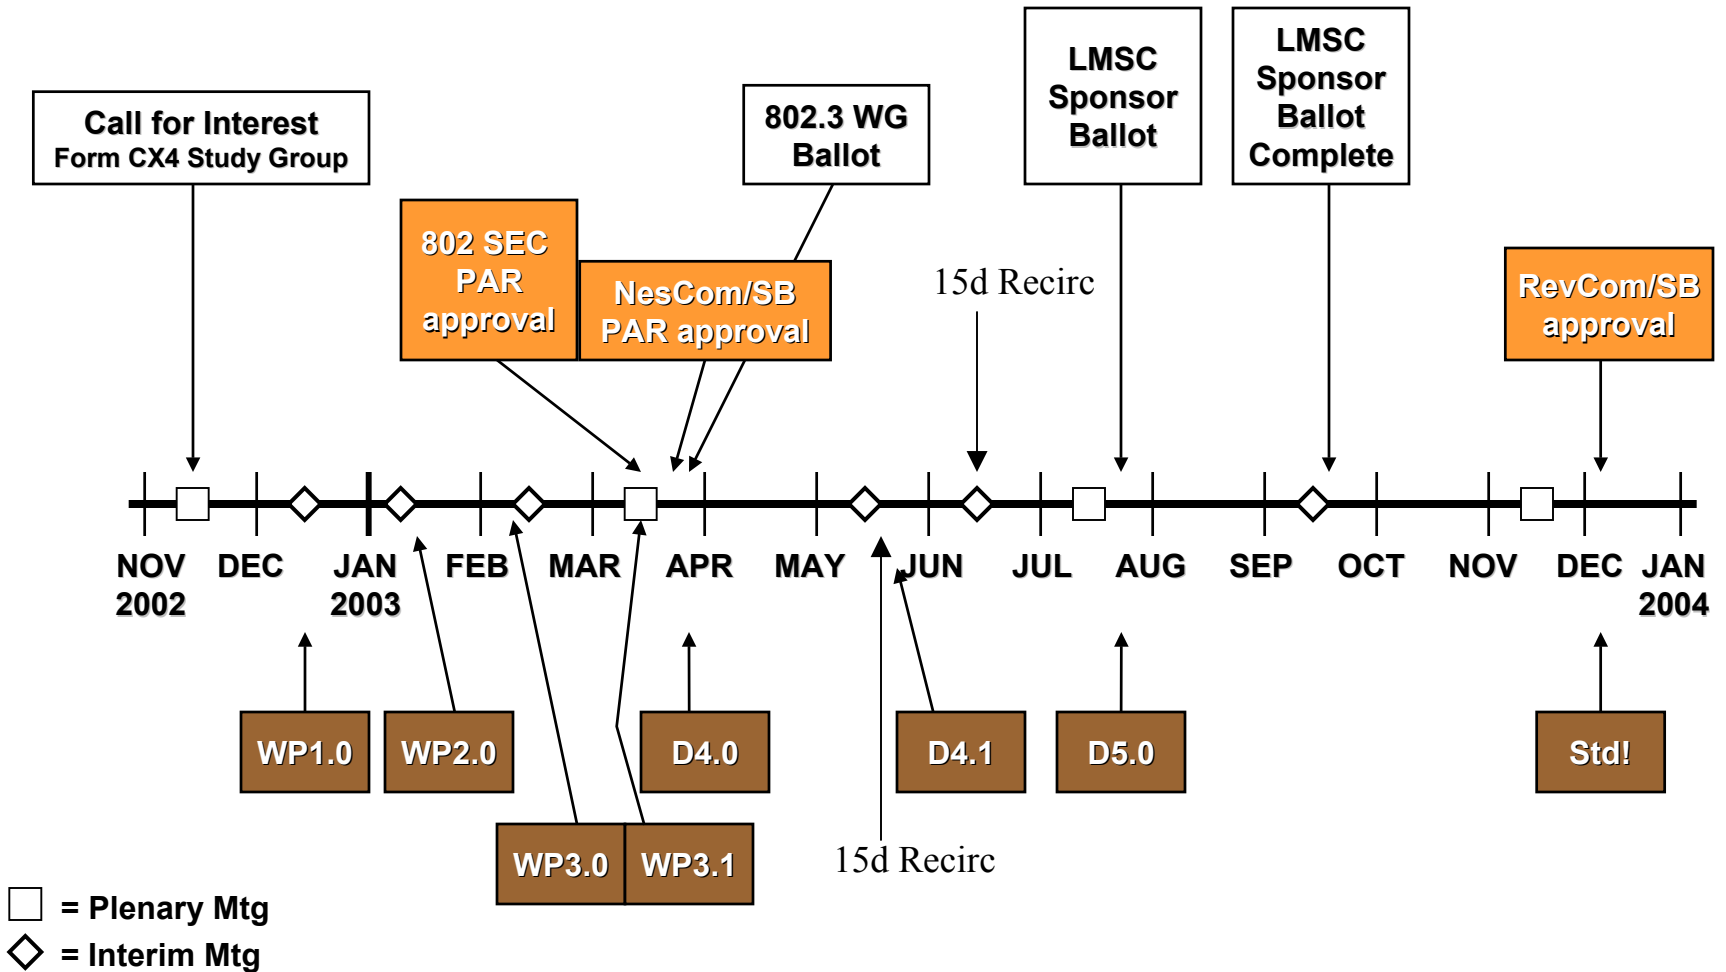 Call for Interest
Form CX4 Study Group
802 SEC
PAR
approval
NesCom/SB
PAR approval
802.3 WG
Ballot
15d Recirc
LMSC
Sponsor
Ballot
LMSC
Sponsor
Ballot
Complete
RevCom/SB
approval
NOV
2002
DEC
JAN
2003
FEB
MAR
APR
MAY
JUN
JUL
AUG
SEP
OCT
NOV
DEC
JAN
2004
WP1.0
WP2.0
WP3.0
WP3.1
D4.0
15d Recirc
D4.1
D5.0
Std!
= Plenary Mtg
= Interim Mtg